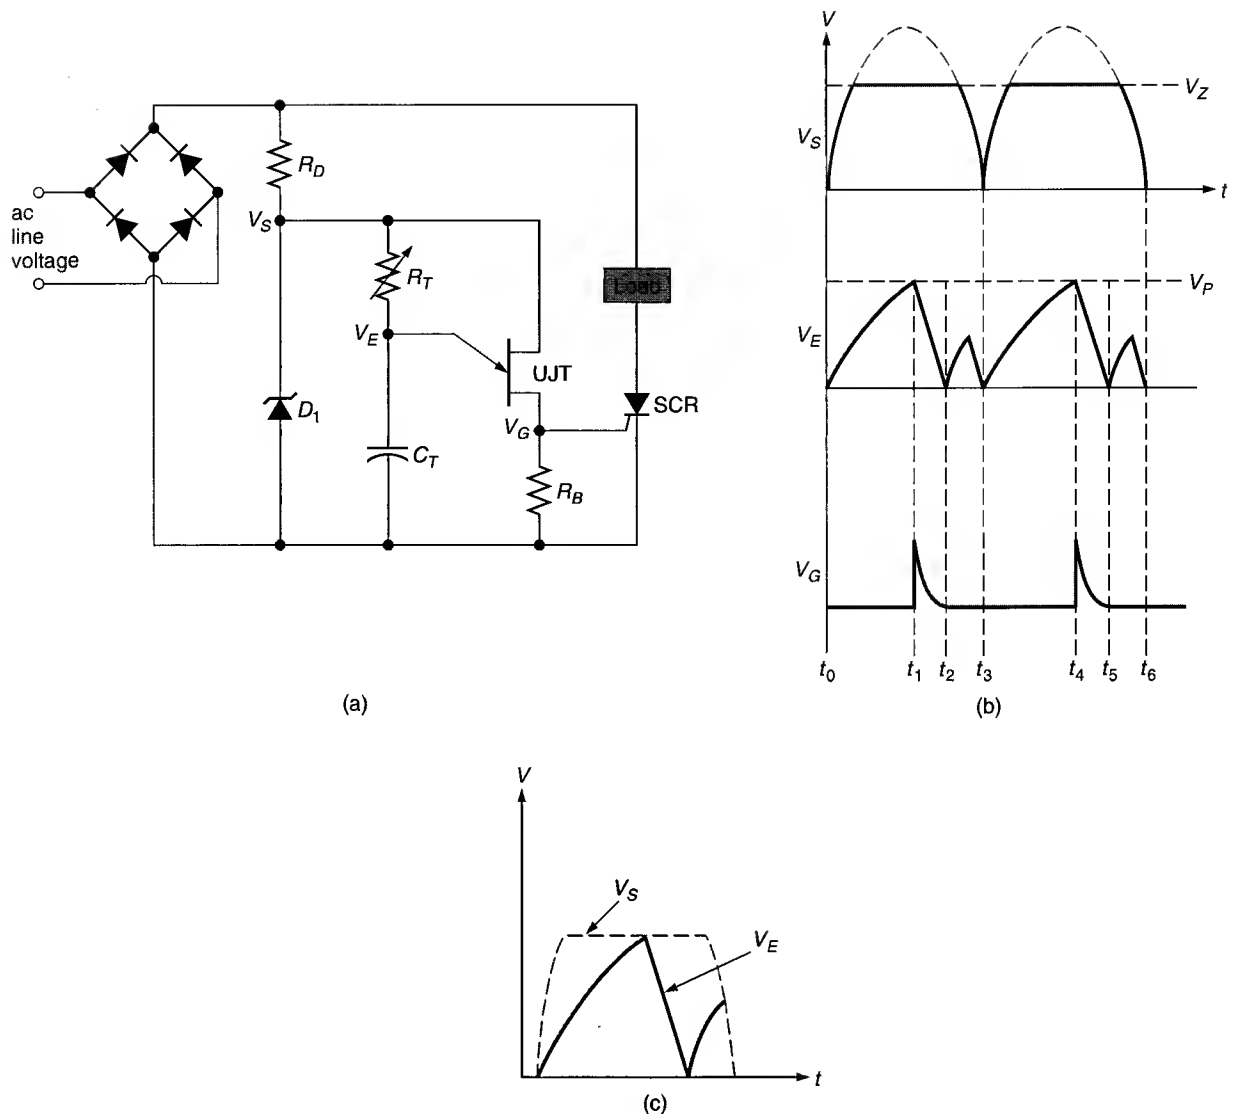 ac
line
voltage
R_D
V_S
R_T
V_E
UJT
Load
D_1
C_T
V_G
SCR
R_B
(a)
V
V_Z
V_S
t
V_P
V_E
V_G
t_0 t_1 t_2 t_3 t_4 t_5 t_6
(b)
V
V_S
V_E
t
(c)